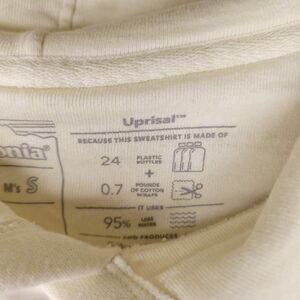 Uprisal™
BECAUSE THIS SWEATSHIRT IS MADE OF
onia®
24 PLASTIC BOTTLES
+
M's S
0.7 POUNDS OF COTTON SCRAPS
IT USES
95% LESS WATER
AND PRODUCES